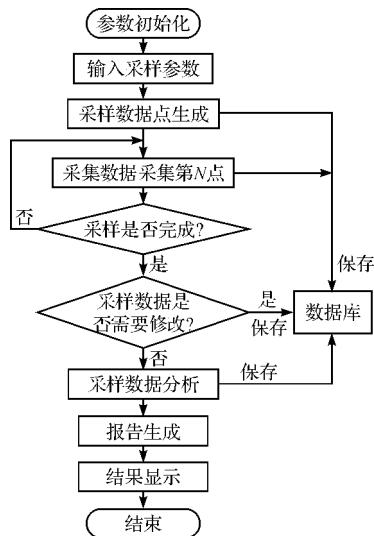 参数初始化
输入采样参数
采样数据点生成
采集数据 采集第N点
否
采样是否完成?
保存
是
采样数据是
否需要修改?
是
保存
数据库
否
采样数据分析
保存
报告生成
结果显示
结束